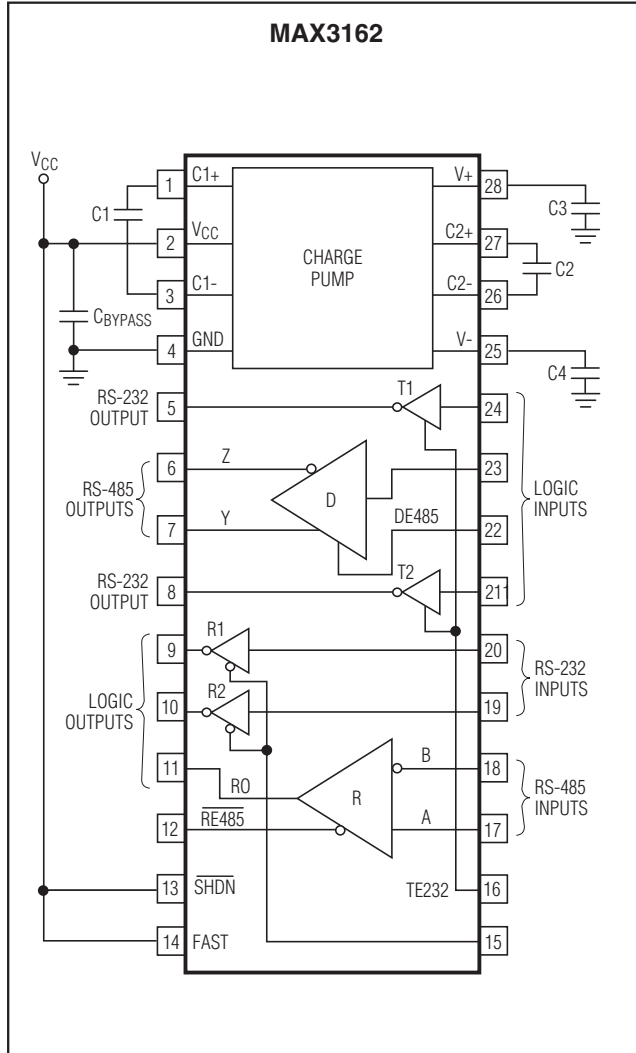 MAX3162
VCC
C1
CBYPASS
1 C1+
2 VCC
3 C1-
4 GND
CHARGE
PUMP
V+ 28
C2+ 27
C2- 26
V- 25
C3
C2
C4
RS-232
OUTPUT
5
T1
24
RS-485
OUTPUTS
6 Z
7 Y
D
23
DE485
22
LOGIC
INPUTS
RS-232
OUTPUT
8
T2
211
LOGIC
OUTPUTS
9
R1
20
10
R2
19
RS-232
INPUTS
11
RO
R
B
18
12
RE485
A
17
RS-485
INPUTS
13
SHDN
TE232
16
14
FAST
15